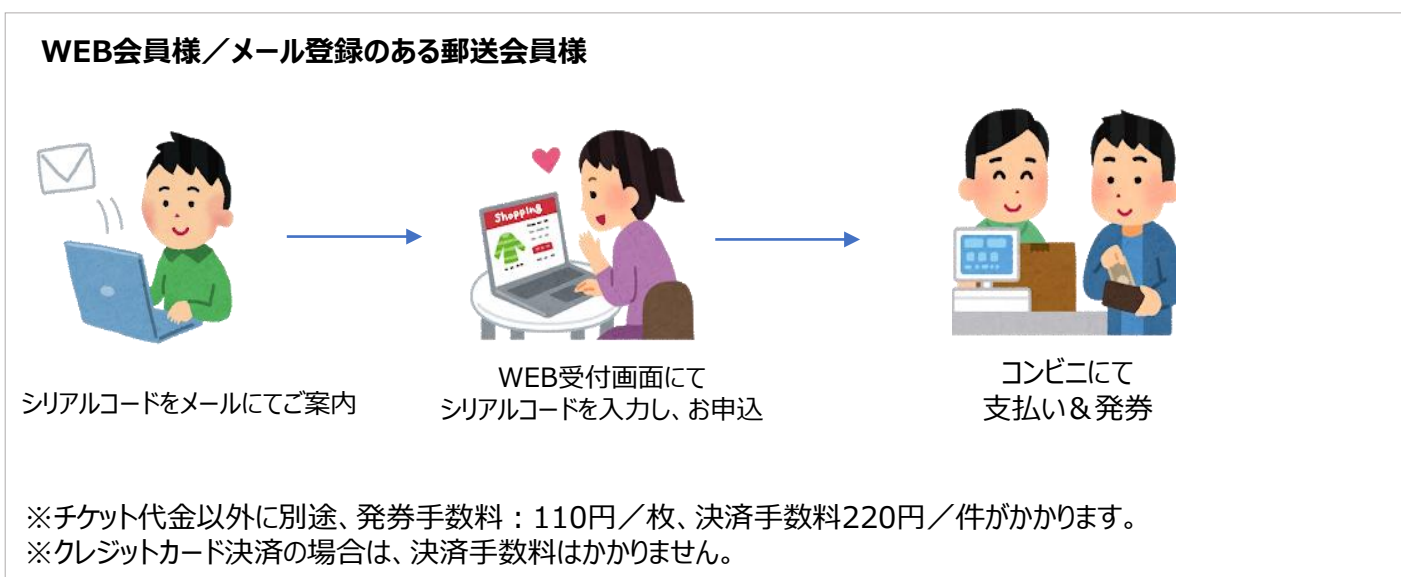 WEB会員様／メール登録のある郵送会員様
Shopping
シリアルコードをメールにてご案内
WEB受付画面にて
シリアルコードを入力し、お申込
コンビニにて
支払い＆発券
※チケット代金以外に別途、発券手数料：110円／枚、決済手数料220円／件がかかります。
※クレジットカード決済の場合は、決済手数料はかかりません。